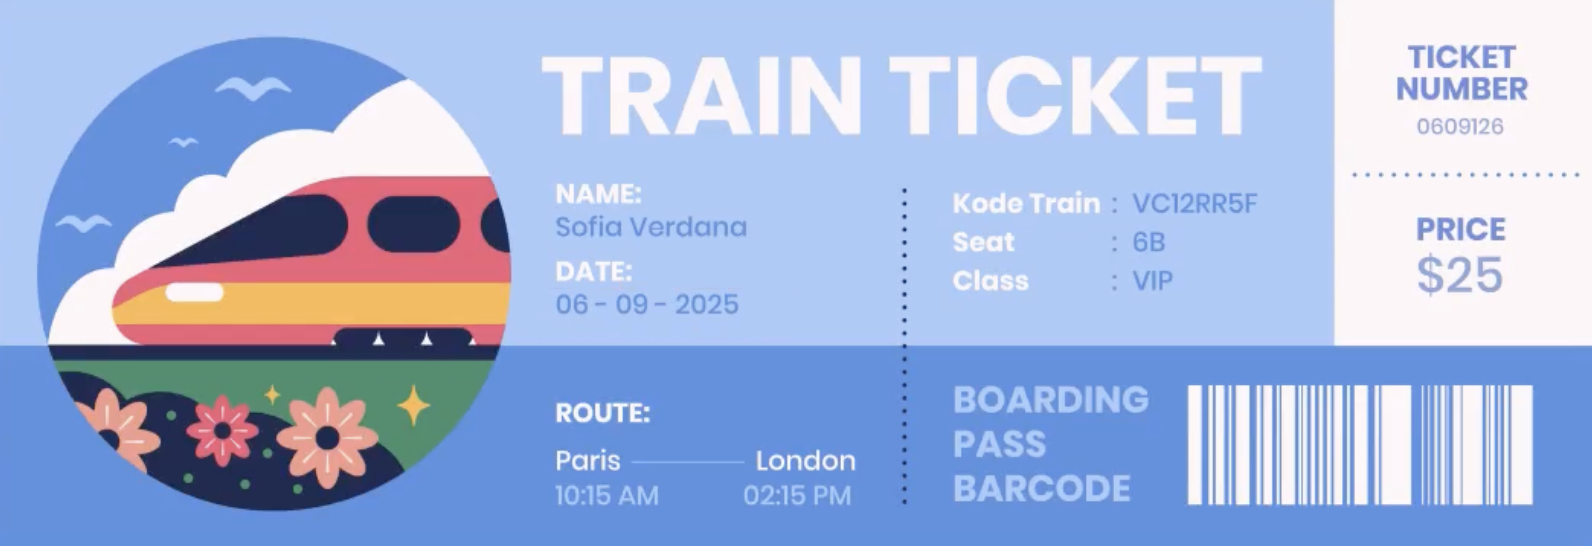 TRAIN TICKET
NAME:
Sofia Verdana
DATE:
06 - 09 - 2025
Kode Train : VC12RR5F
Seat : 6B
Class : VIP
TICKET
NUMBER
0609126
PRICE
$25
ROUTE:
Paris London
10:15 AM 02:15 PM
BOARDING
PASS
BARCODE